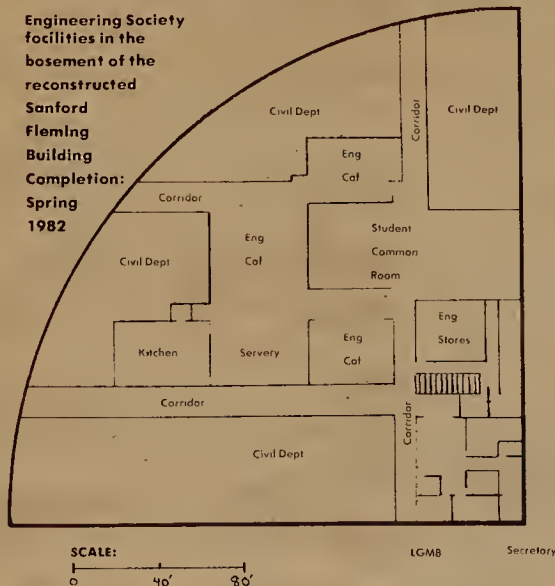 Engineering Society
facilities in the
bosement of the
reconstructed
Sanford
Fleming
Building
Completion:
Spring
1982
Civil Dept
Corridor
Civil Dept
Eng
Caf
Corridor
Eng
Caf
Student
Common
Room
Civil Dept
Eng
Stores
Kitchen
Servery
Eng
Caf
Corridor
Corridor
Civil Dept
SCALE:
0 40' 80'
LGMB
Secretary